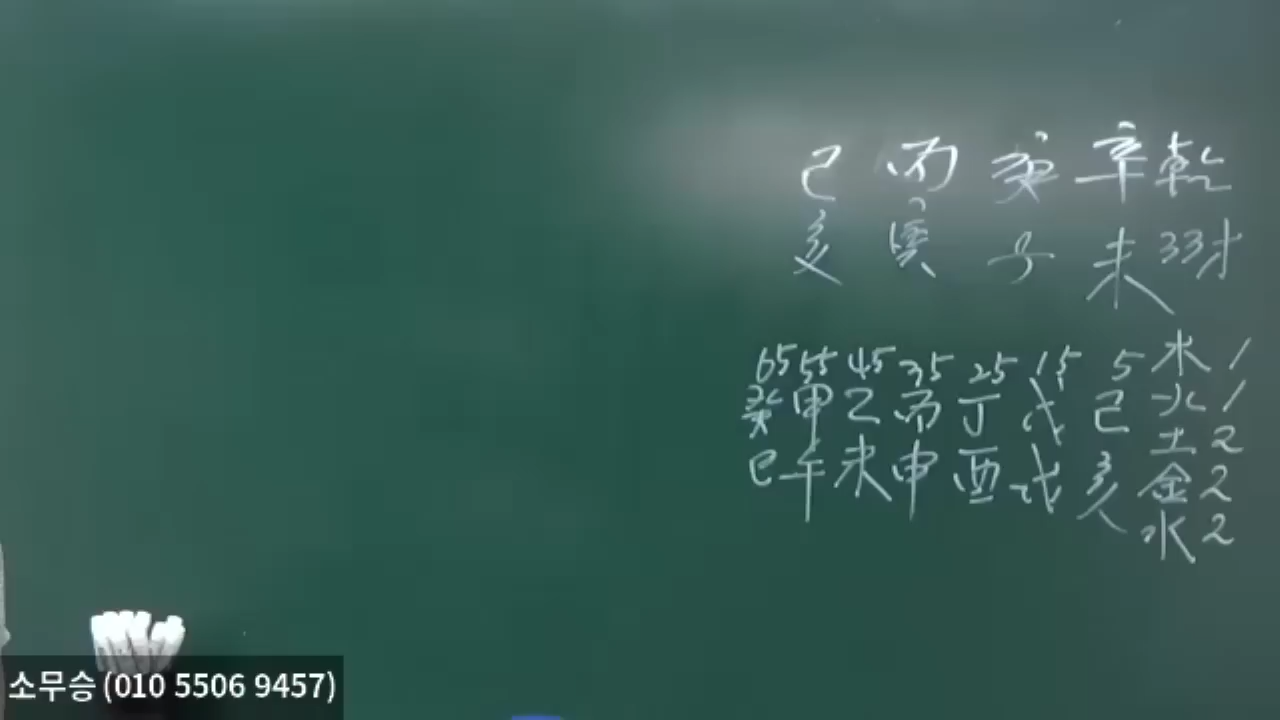 己 丙 庚 辛 乾
亥 寅 子 未 33才
65 55 45 35 25 15 5
癸 甲 乙 丙 丁 戊 己
巳 午 未 申 酉 戌 亥
水 1
火 1
土 2
金 2
水 2
소무승 (010 5506 9457)